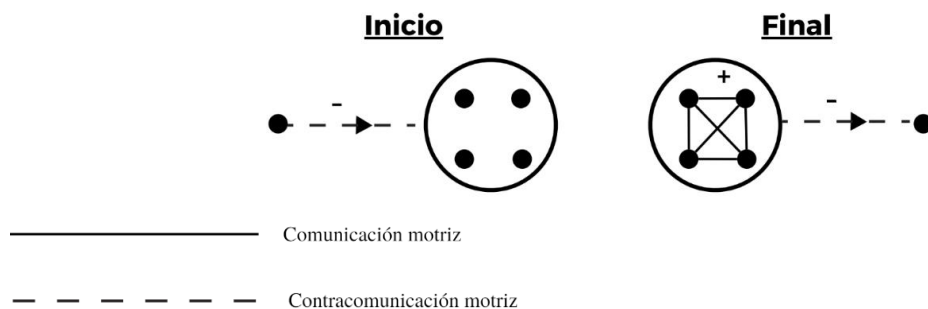 Inicio
Final
-
+
-
Comunicación motriz
Contracomunicación motriz